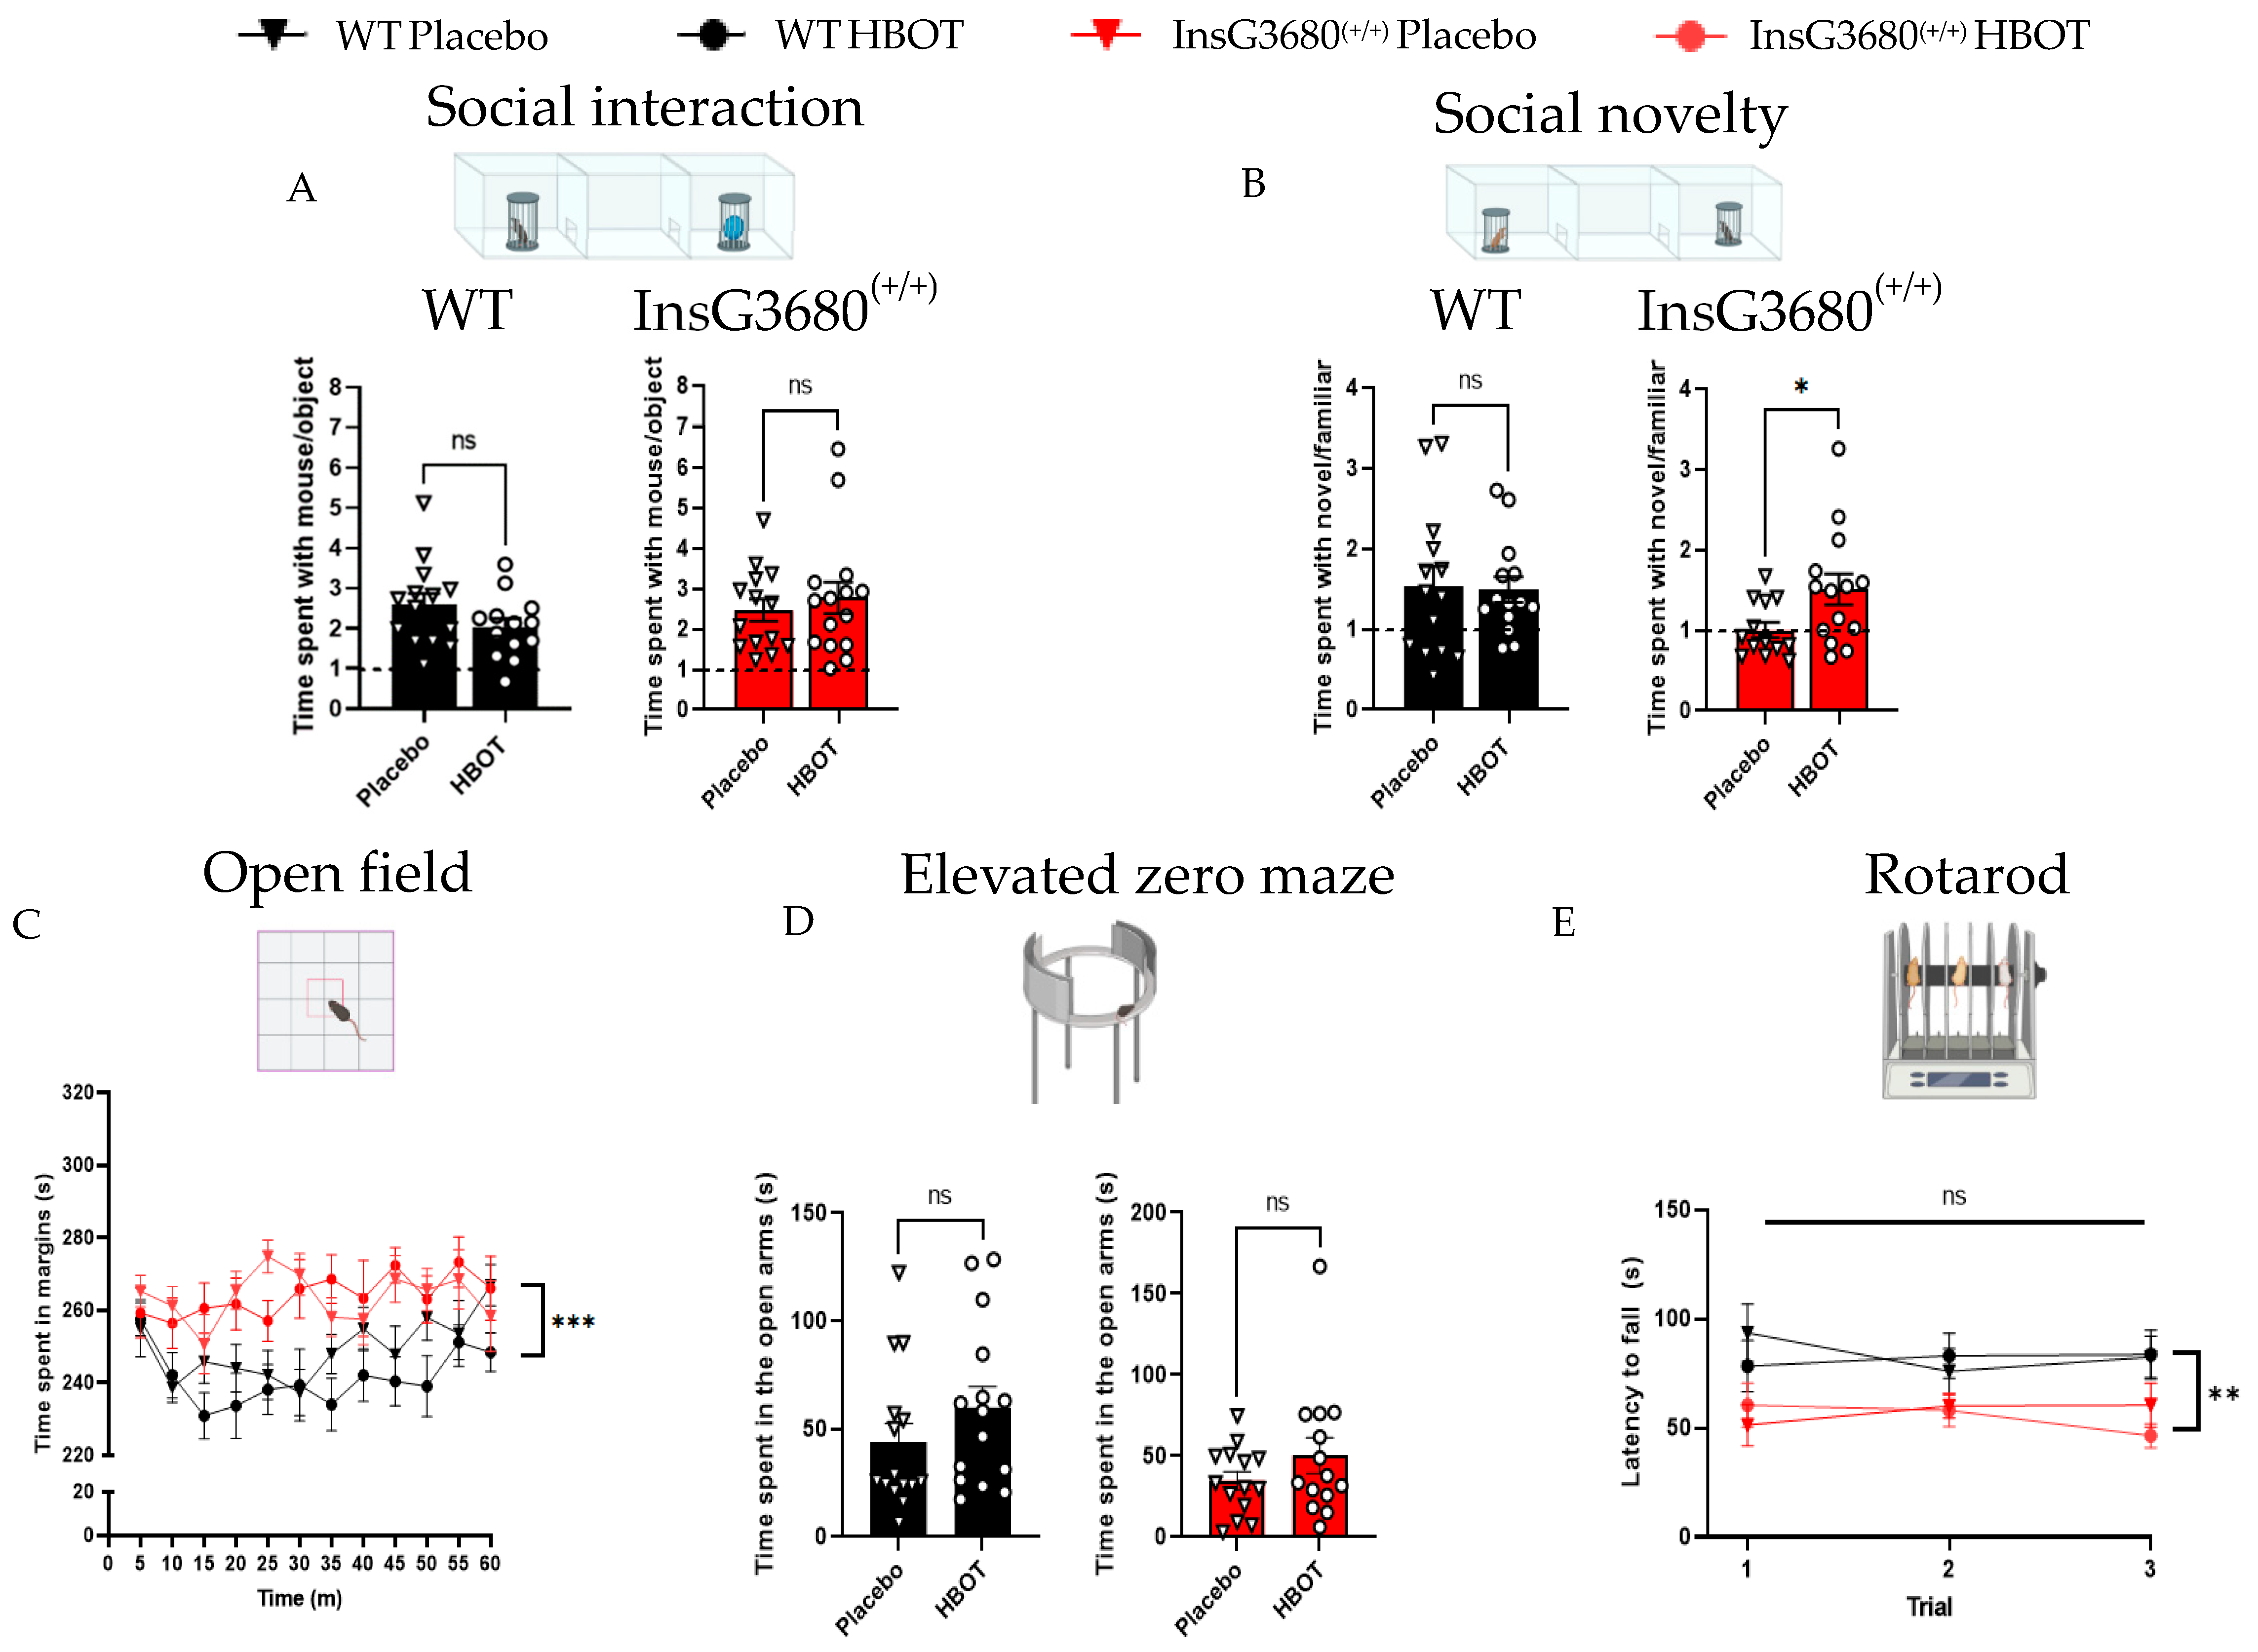 WT Placebo WT HBOT InsG3680(+/+) Placebo InsG3680(+/+) HBOT
Social interaction
Social novelty
A
B
WT
InsG3680(+/+)
WT
InsG3680(+/+)
Time spent with mouse/object
8
7
6
5
4
3
2
1
0
ns
Placebo
HBOT
Time spent with mouse/object
8
7
6
5
4
3
2
1
0
ns
Placebo
HBOT
Time spent with novel/familiar
4
3
2
1
0
ns
Placebo
HBOT
Time spent with novel/familiar
4
3
2
1
0
*
Placebo
HBOT
Open field
Elevated zero maze
Rotarod
C
D
E
Time spent in margins (s)
320
300
280
260
240
220
20
0
***
0 5 10 15 20 25 30 35 40 45 50 55 60
Time (m)
Time spent in the open arms (s)
150
100
50
0
ns
Placebo
HBOT
Time spent in the open arms (s)
200
150
100
50
0
ns
Placebo
HBOT
Latency to fall (s)
150
100
50
0
ns
**
1 2 3
Trial